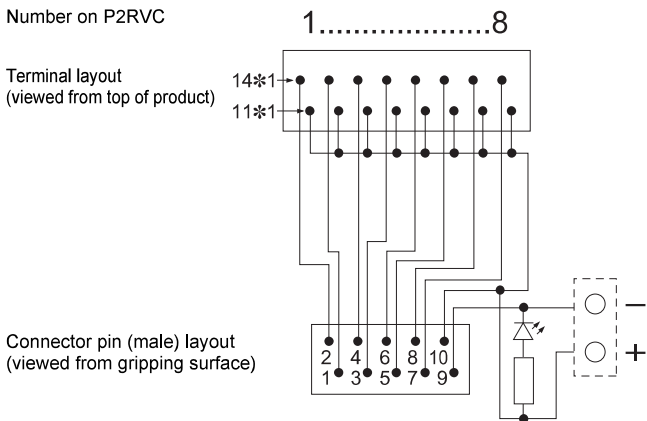 Number on P2RVC
1......................8
Terminal layout
(viewed from top of product)
14✻1
11✻1
Connector pin (male) layout
(viewed from gripping surface)
2 4 6 8 10
1 3 5 7 9
−
+